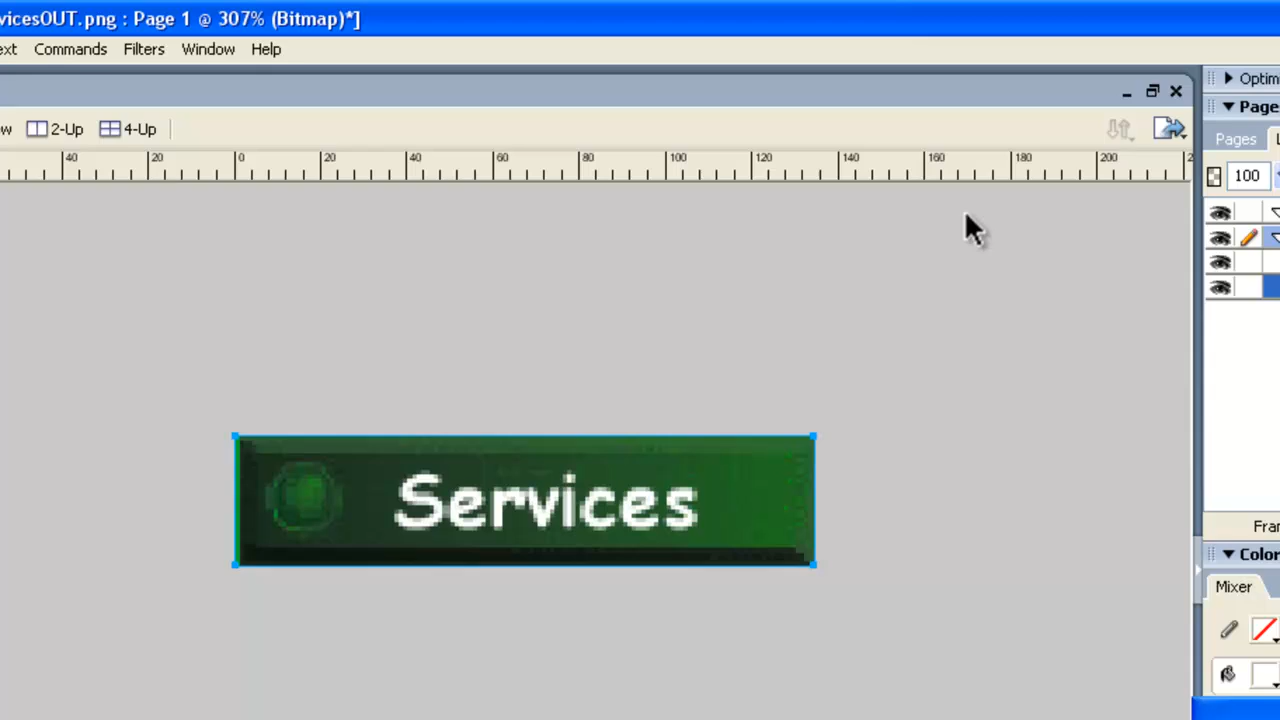 vicesOUT.png : Page 1 @ 307% (Bitmap)*]
ext Commands Filters Window Help
Optim
Page
w 2-Up 4-Up
Pages
40 20 0 20 40 60 80 100 120 140 160 180 200 2
100
Services
Fran
Color
Mixer